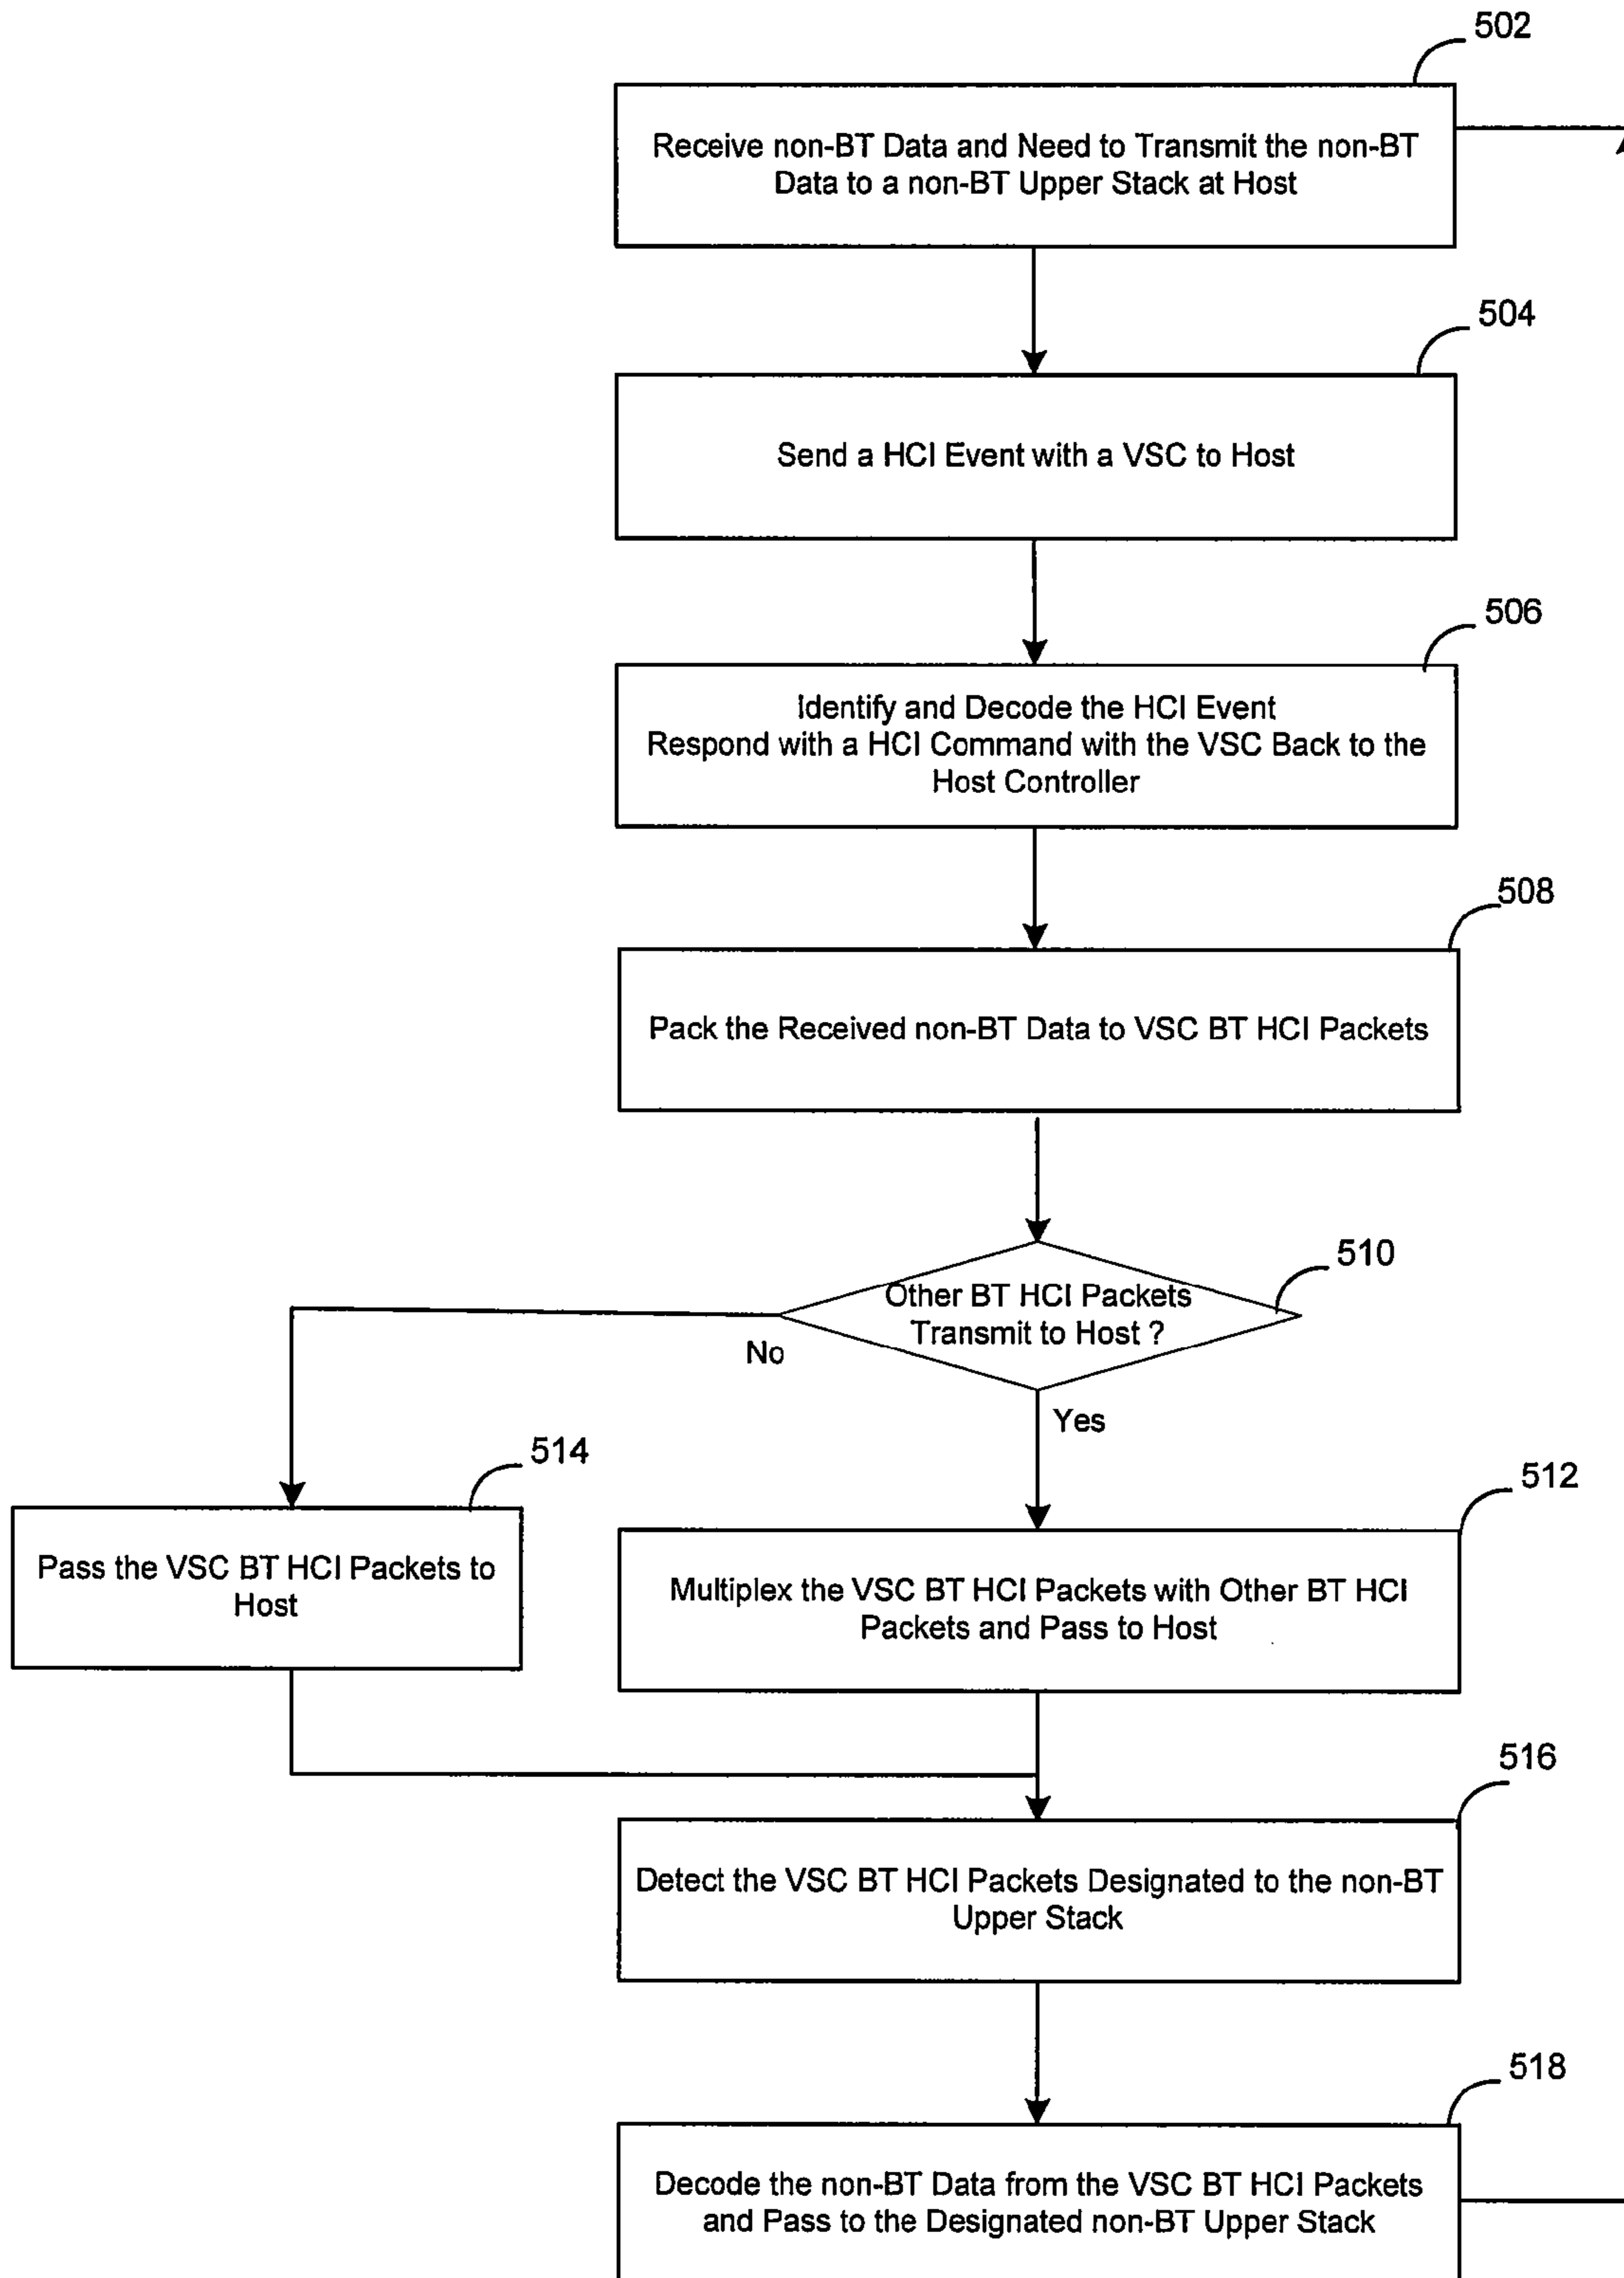 502
Receive non-BT Data and Need to Transmit the non-BT
Data to a non-BT Upper Stack at Host
504
Send a HCI Event with a VSC to Host
506
Identify and Decode the HCI Event
Respond with a HCI Command with the VSC Back to the
Host Controller
508
Pack the Received non-BT Data to VSC BT HCI Packets
510
Other BT HCI Packets
Transmit to Host ?
No
Yes
514
Pass the VSC BT HCI Packets to
Host
512
Multiplex the VSC BT HCI Packets with Other BT HCI
Packets and Pass to Host
516
Detect the VSC BT HCI Packets Designated to the non-BT
Upper Stack
518
Decode the non-BT Data from the VSC BT HCI Packets
and Pass to the Designated non-BT Upper Stack